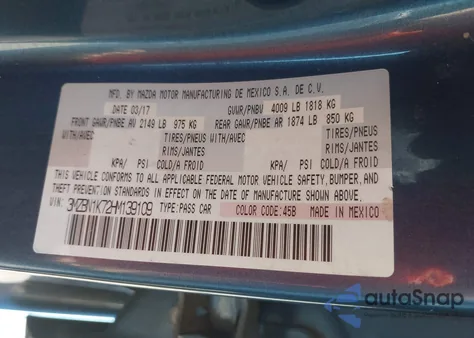 MFD. BY MAZDA MOTOR MANUFACTURING DE MEXICO S.A. DE C.V.
DATE 03/17 GVWR/PNBV 4009 LB 1818 KG
FRONT GAWR/PNBE AV 2149 LB 975 KG REAR GAWR/PNBE AR 1874 LB 850 KG
WITH/AVEC TIRES/PNEUS WITH/AVEC TIRES/PNEUS
RIMS/JANTES RIMS/JANTES
KPA/ PSI COLD/A FROID KPA/ PSI COLD/A FROID
THIS VEHICLE CONFORMS TO ALL APPLICABLE FEDERAL MOTOR VEHICLE SAFETY, BUMPER, AND
THEFT PREVENTION STANDARDS IN EFFECT ON THE DATE OF MANUFACTURE SHOWN ABOVE.
VIN: 3MZBN1K72HM139109 TYPE:PASS CAR COLOR CODE:45B MADE IN MEXICO
autoSnap